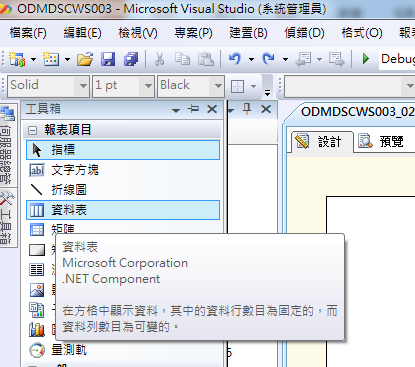 ODMDSCWS003 - Microsoft Visual Studio (系統管理員)
檔案(F) 編輯(E) 檢視(V) 專案(P) 建置(B) 偵錯(D) 格式(O) 報表
Debug
Solid 1 pt Black B
工具箱
ODMDSCWS003_02
報表項目
設計 預覽
指標
文字方塊
折線圖
資料表
矩陣
資料表
Microsoft Corporation
.NET Component
在方格中顯示資料，其中的資料行數目為固定的，而
資料列數目為可變的。
量測軌
伺服器總管
工具箱